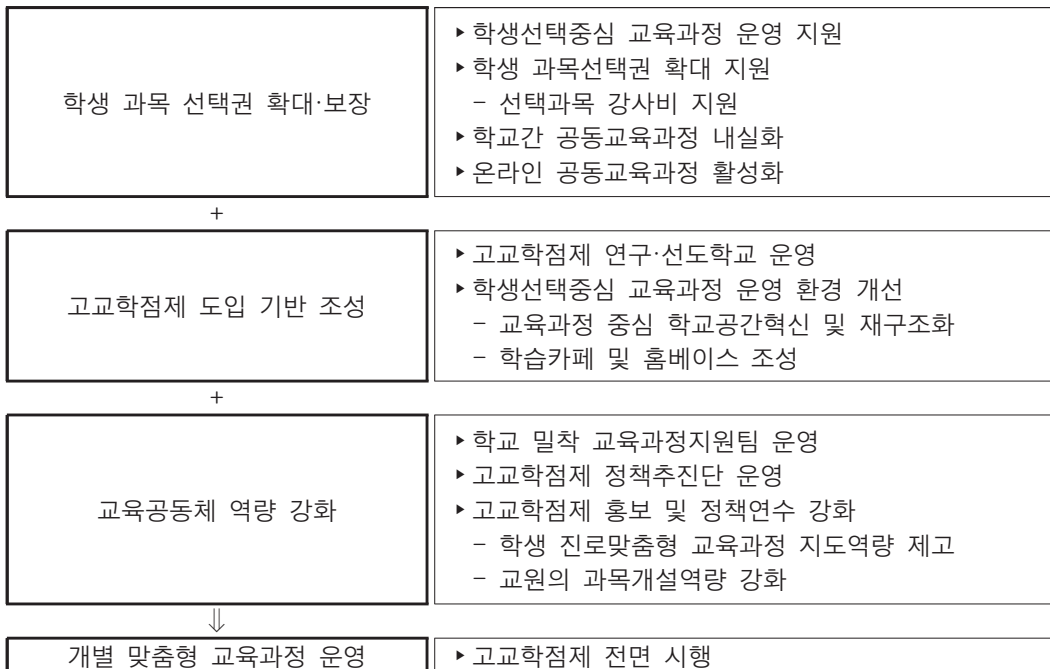 학생 과목 선택권 확대·보장
▸학생선택중심 교육과정 운영 지원
▸학생 과목선택권 확대 지원
- 선택과목 강사비 지원
▸학교간 공동교육과정 내실화
▸온라인 공동교육과정 활성화
+
고교학점제 도입 기반 조성
▸고교학점제 연구·선도학교 운영
▸학생선택중심 교육과정 운영 환경 개선
- 교육과정 중심 학교공간혁신 및 재구조화
- 학습카페 및 홈베이스 조성
+
교육공동체 역량 강화
▸학교 밀착 교육과정지원팀 운영
▸고교학점제 정책추진단 운영
▸고교학점제 홍보 및 정책연수 강화
- 학생 진로맞춤형 교육과정 지도역량 제고
- 교원의 과목개설역량 강화
⇓
개별 맞춤형 교육과정 운영
▸고교학점제 전면 시행